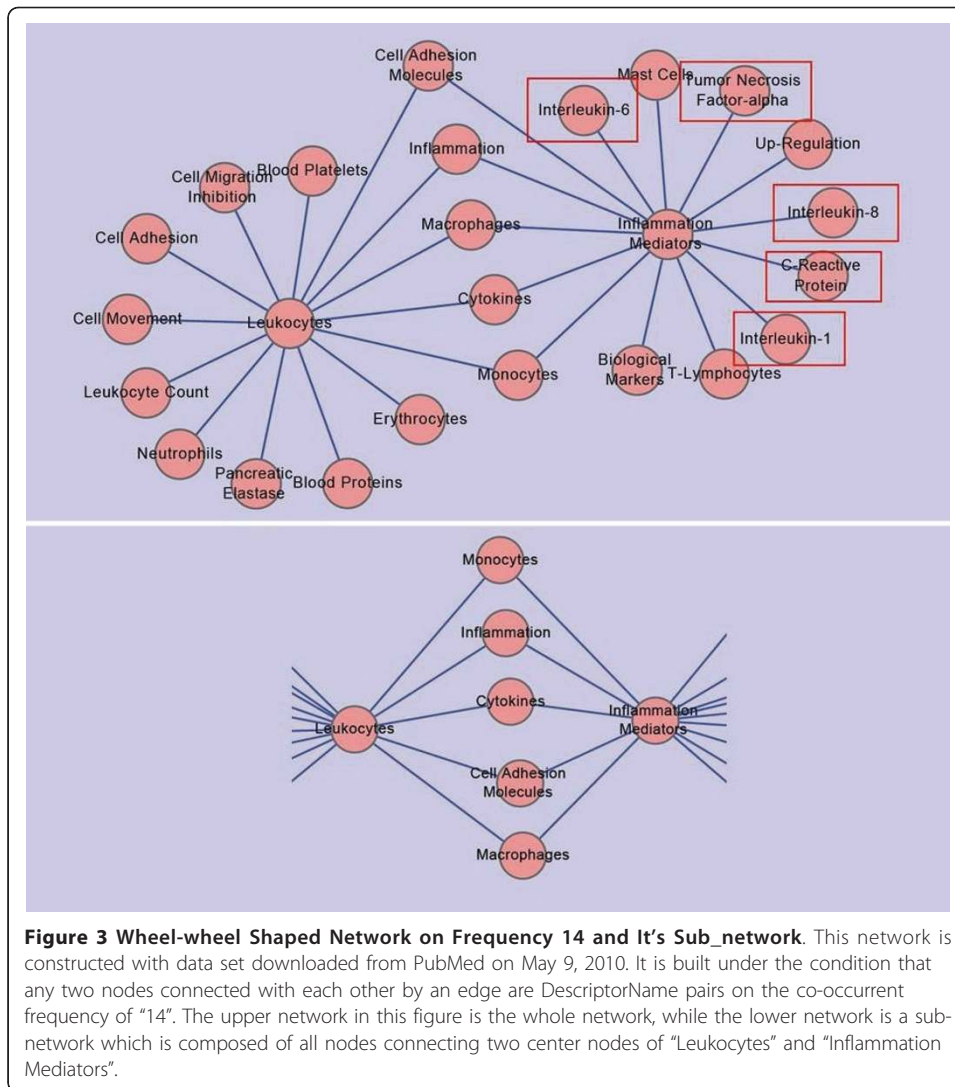 Cell Adhesion
Molecules
Mast Cells
Tumor Necrosis
Factor-alpha
Interleukin-6
Inflammation
Up-Regulation
Cell Migration
Inhibition
Blood Platelets
Macrophages
Inflammation
Mediators
Interleukin-8
Cell Adhesion
C-Reactive
Protein
Cytokines
Cell Movement
Leukocytes
Interleukin-1
Monocytes
Biological
Markers
T-Lymphocytes
Leukocyte Count
Erythrocytes
Neutrophils
Pancreatic
Elastase
Blood Proteins
Monocytes
Inflammation
Cytokines
Leukocytes
Inflammation
Mediators
Cell Adhesion
Molecules
Macrophages
Figure 3 Wheel-wheel Shaped Network on Frequency 14 and It's Sub_network. This network is
constructed with data set downloaded from PubMed on May 9, 2010. It is built under the condition that
any two nodes connected with each other by an edge are DescriptorName pairs on the co-occurrent
frequency of "14". The upper network in this figure is the whole network, while the lower network is a sub-
network which is composed of all nodes connecting two center nodes of "Leukocytes" and "Inflammation
Mediators".